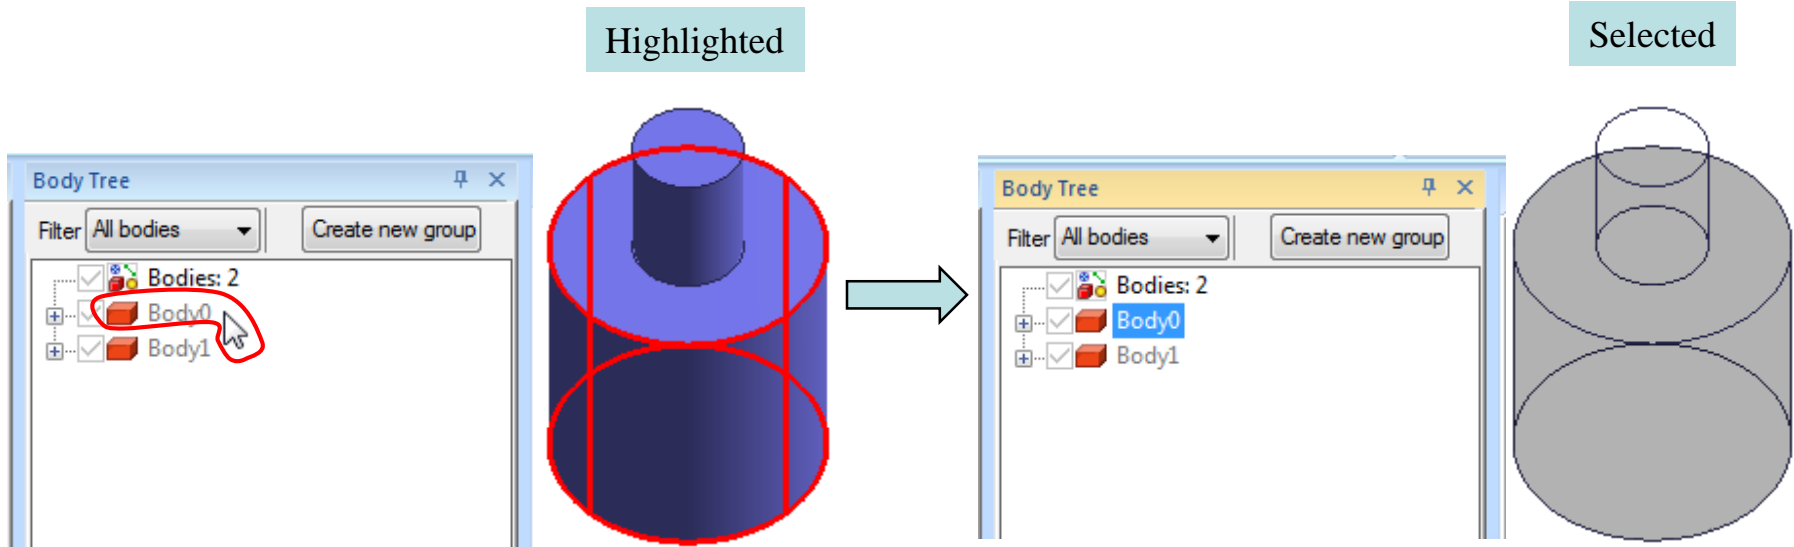 Highlighted
Selected
Body Tree
Filter All bodies Create new group
Bodies: 2
Body0
Body1
Body Tree
Filter All bodies Create new group
Bodies: 2
Body0
Body1